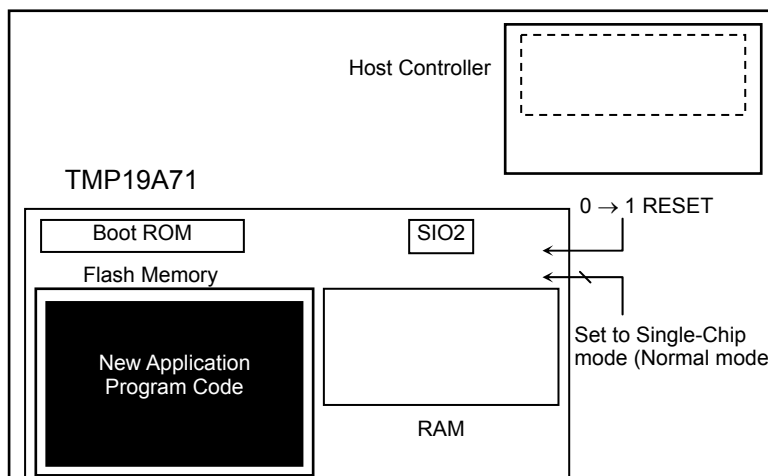 Host Controller
TMP19A71
0 → 1 RESET
Boot ROM
SIO2
Flash Memory
New Application
Program Code
Set to Single-Chip
mode (Normal mode
RAM